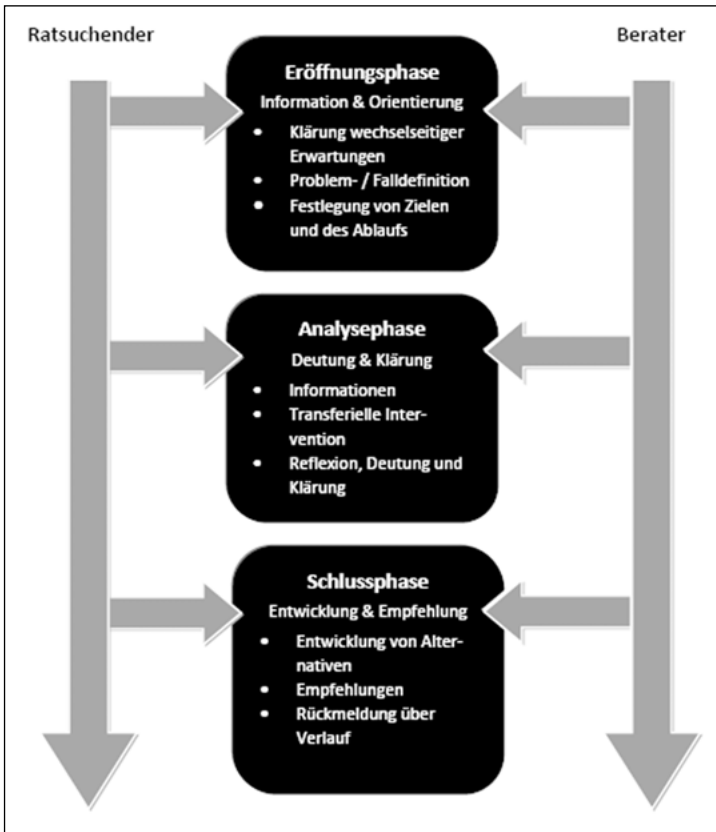 Ratsuchender
Berater
Eröffnungsphase
Information & Orientierung
• Klärung wechselseitiger
Erwartungen
• Problem- / Falldefinition
• Festlegung von Zielen
und des Ablaufs
Analysephase
Deutung & Klärung
• Informationen
• Transferielle Inter-
vention
• Reflexion, Deutung und
Klärung
Schlussphase
Entwicklung & Empfehlung
• Entwicklung von Alter-
nativen
• Empfehlungen
• Rückmeldung über
Verlauf